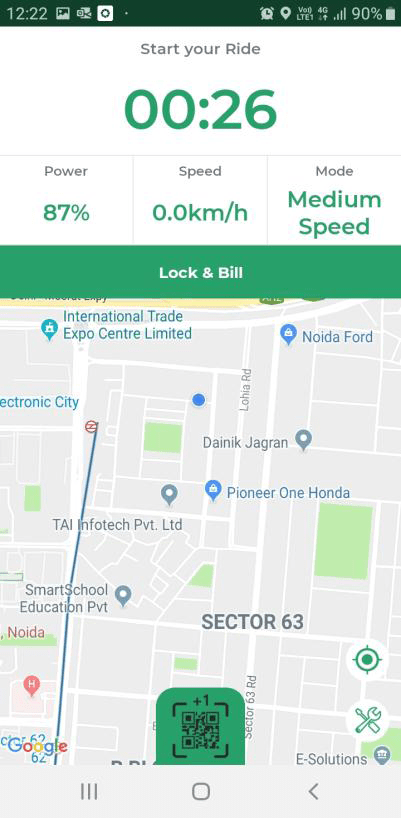 12:22
Vo)) 4G
LTE1
90%
Start your Ride
00:26
Power
Speed
Mode
87%
0.0km/h
Medium
Speed
Lock & Bill
International Trade
Expo Centre Limited
Noida Ford
ectronic City
Lohia Rd
Dainik Jagran
Pioneer One Honda
TAI Infotech Pvt. Ltd
SmartSchool
Education Pvt
SECTOR 63
, Noida
H
+1
Sector 63 Rd
Google
62
E-Solutions